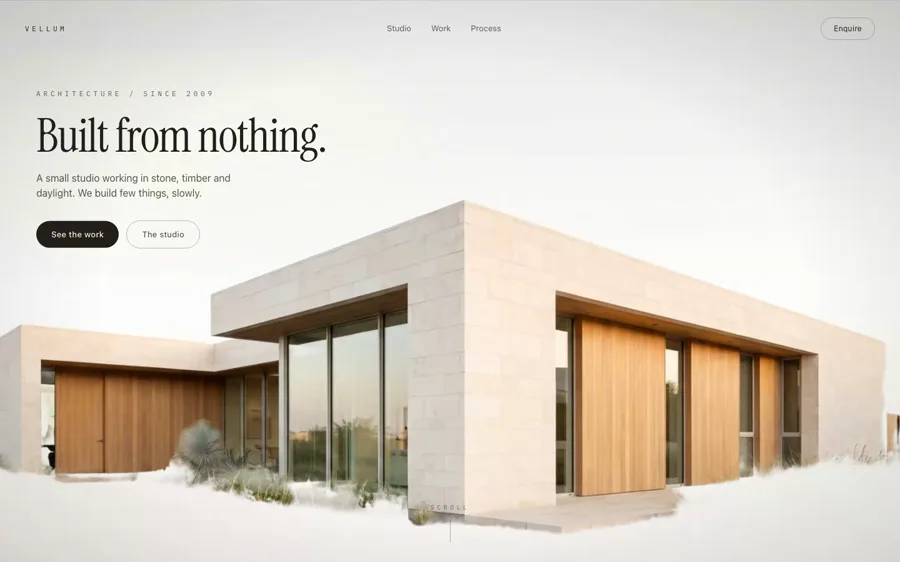 VELLUM
Studio
Work
Process
Enquire
ARCHITECTURE / SINCE 2009
Built from nothing.
A small studio working in stone, timber and
daylight. We build few things, slowly.
See the work
The studio
SCROLL